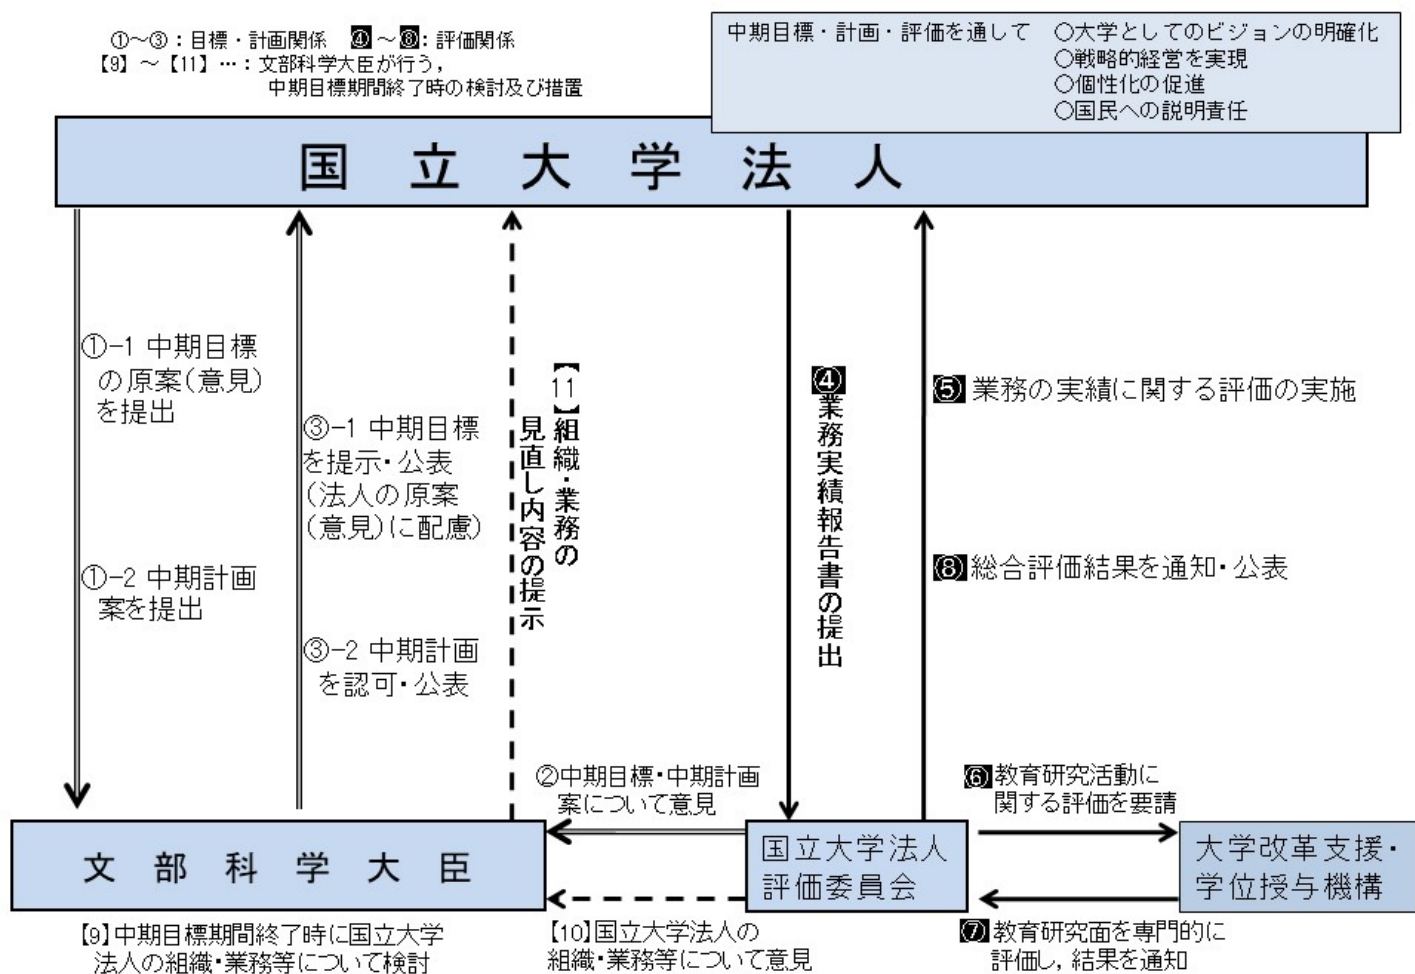 ①～③：目標・計画関係　④～⑧：評価関係
【9】～【11】…：文部科学大臣が行う，
中期目標期間終了時の検討及び措置
中期目標・計画・評価を通して　○大学としてのビジョンの明確化
○戦略的経営を実現
○個性化の促進
○国民への説明責任
国立大学法人
①-1 中期目標
の原案(意見)
を提出
①-2 中期計画
案を提出
③-1 中期目標
を提示・公表
(法人の原案
(意見)に配慮)
③-2 中期計画
を認可・公表
【11】組織・業務の
見直し内容の提示
④業務実績報告書の提出
⑤ 業務の実績に関する評価の実施
⑧ 総合評価結果を通知・公表
②中期目標・中期計画
案について意見
⑥ 教育研究活動に
関する評価を要請
文部科学大臣
国立大学法人
評価委員会
大学改革支援・
学位授与機構
【9】中期目標期間終了時に国立大学
法人の組織・業務等について検討
【10】国立大学法人の
組織・業務等について意見
⑦ 教育研究面を専門的に
評価し，結果を通知